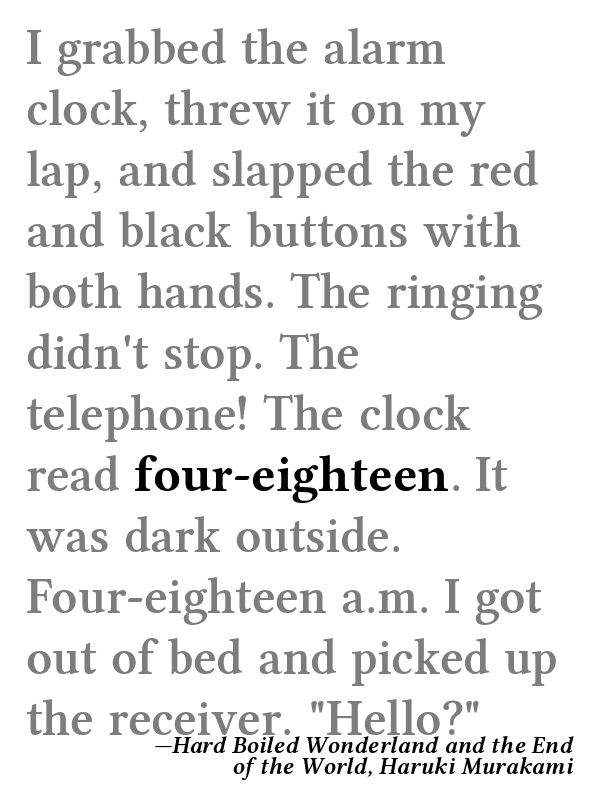 I grabbed the alarm
clock, threw it on my
lap, and slapped the red
and black buttons with
both hands. The ringing
didn't stop. The
telephone! The clock
read four-eighteen. It
was dark outside.
Four-eighteen a.m. I got
out of bed and picked up
the receiver. "Hello?"
—Hard Boiled Wonderland and the End
of the World, Haruki Murakami